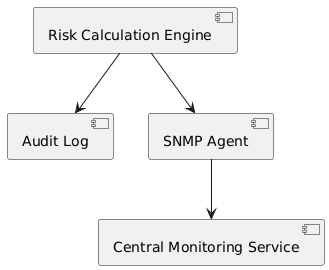 Risk Calculation Engine
Audit Log
SNMP Agent
Central Monitoring Service